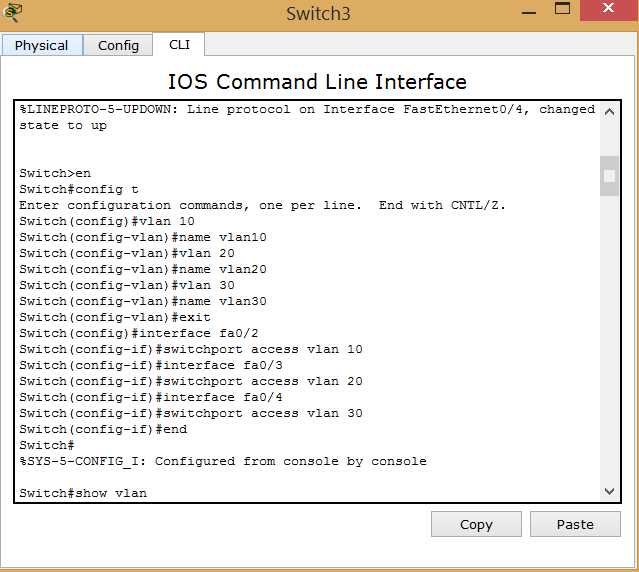 Switch3
Physical
Config
CLI
IOS Command Line Interface
%LINEPROTO-5-UPDOWN: Line protocol on Interface FastEthernet0/4, changed
state to up
Switch>en
Switch#config t
Enter configuration commands, one per line.  End with CNTL/Z.
Switch(config)#vlan 10
Switch(config-vlan)#name vlan10
Switch(config-vlan)#vlan 20
Switch(config-vlan)#name vlan20
Switch(config-vlan)#vlan 30
Switch(config-vlan)#name vlan30
Switch(config-vlan)#exit
Switch(config)#interface fa0/2
Switch(config-if)#switchport access vlan 10
Switch(config-if)#interface fa0/3
Switch(config-if)#switchport access vlan 20
Switch(config-if)#interface fa0/4
Switch(config-if)#switchport access vlan 30
Switch(config-if)#end
Switch#
%SYS-5-CONFIG_I: Configured from console by console
Switch#show vlan
Copy
Paste